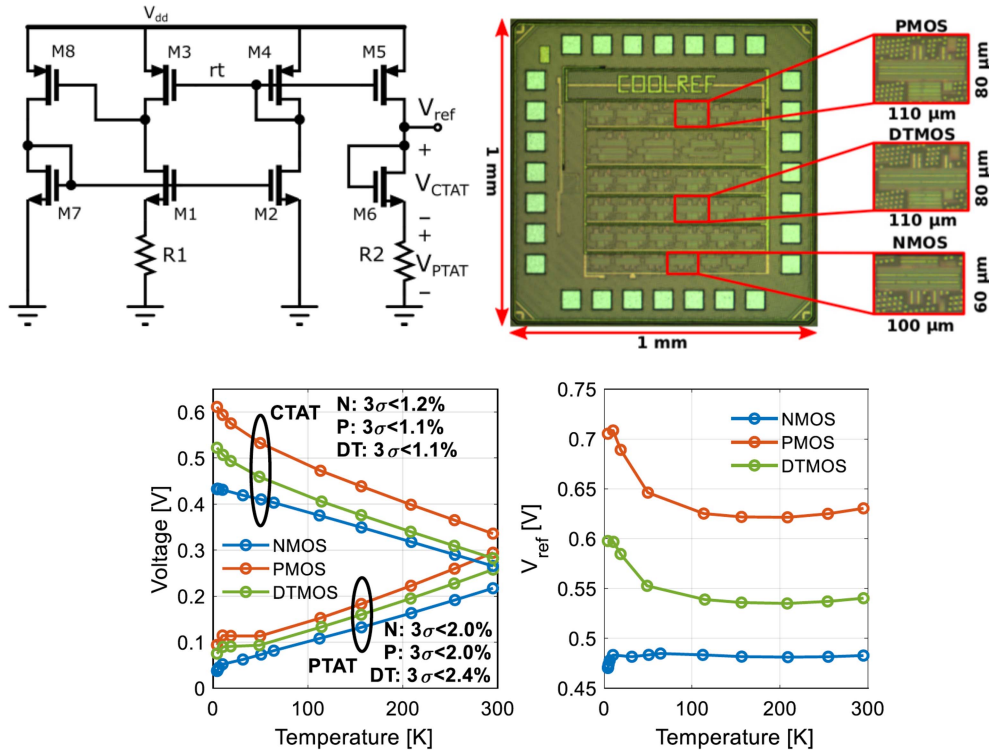 V_dd
M8
M3
M4
M5
rt
V_ref
+
V_CTAT
M7
M1
M2
M6
−
+
R1
R2
V_PTAT
−
COOLREF
1 mm
1 mm
PMOS
80 μm
110 μm
DTMOS
80 μm
110 μm
NMOS
60 μm
100 μm
Voltage [V]
0.6
0.5
0.4
0.3
0.2
0.1
0
CTAT
N: 3σ<1.2%
P: 3σ<1.1%
DT: 3σ<1.1%
NMOS
PMOS
DTMOS
PTAT
N: 3σ<2.0%
P: 3σ<2.0%
DT: 3σ<2.4%
0 100 200 300
Temperature [K]
V_ref [V]
0.75
0.7
0.65
0.6
0.55
0.5
0.45
NMOS
PMOS
DTMOS
0 100 200 300
Temperature [K]